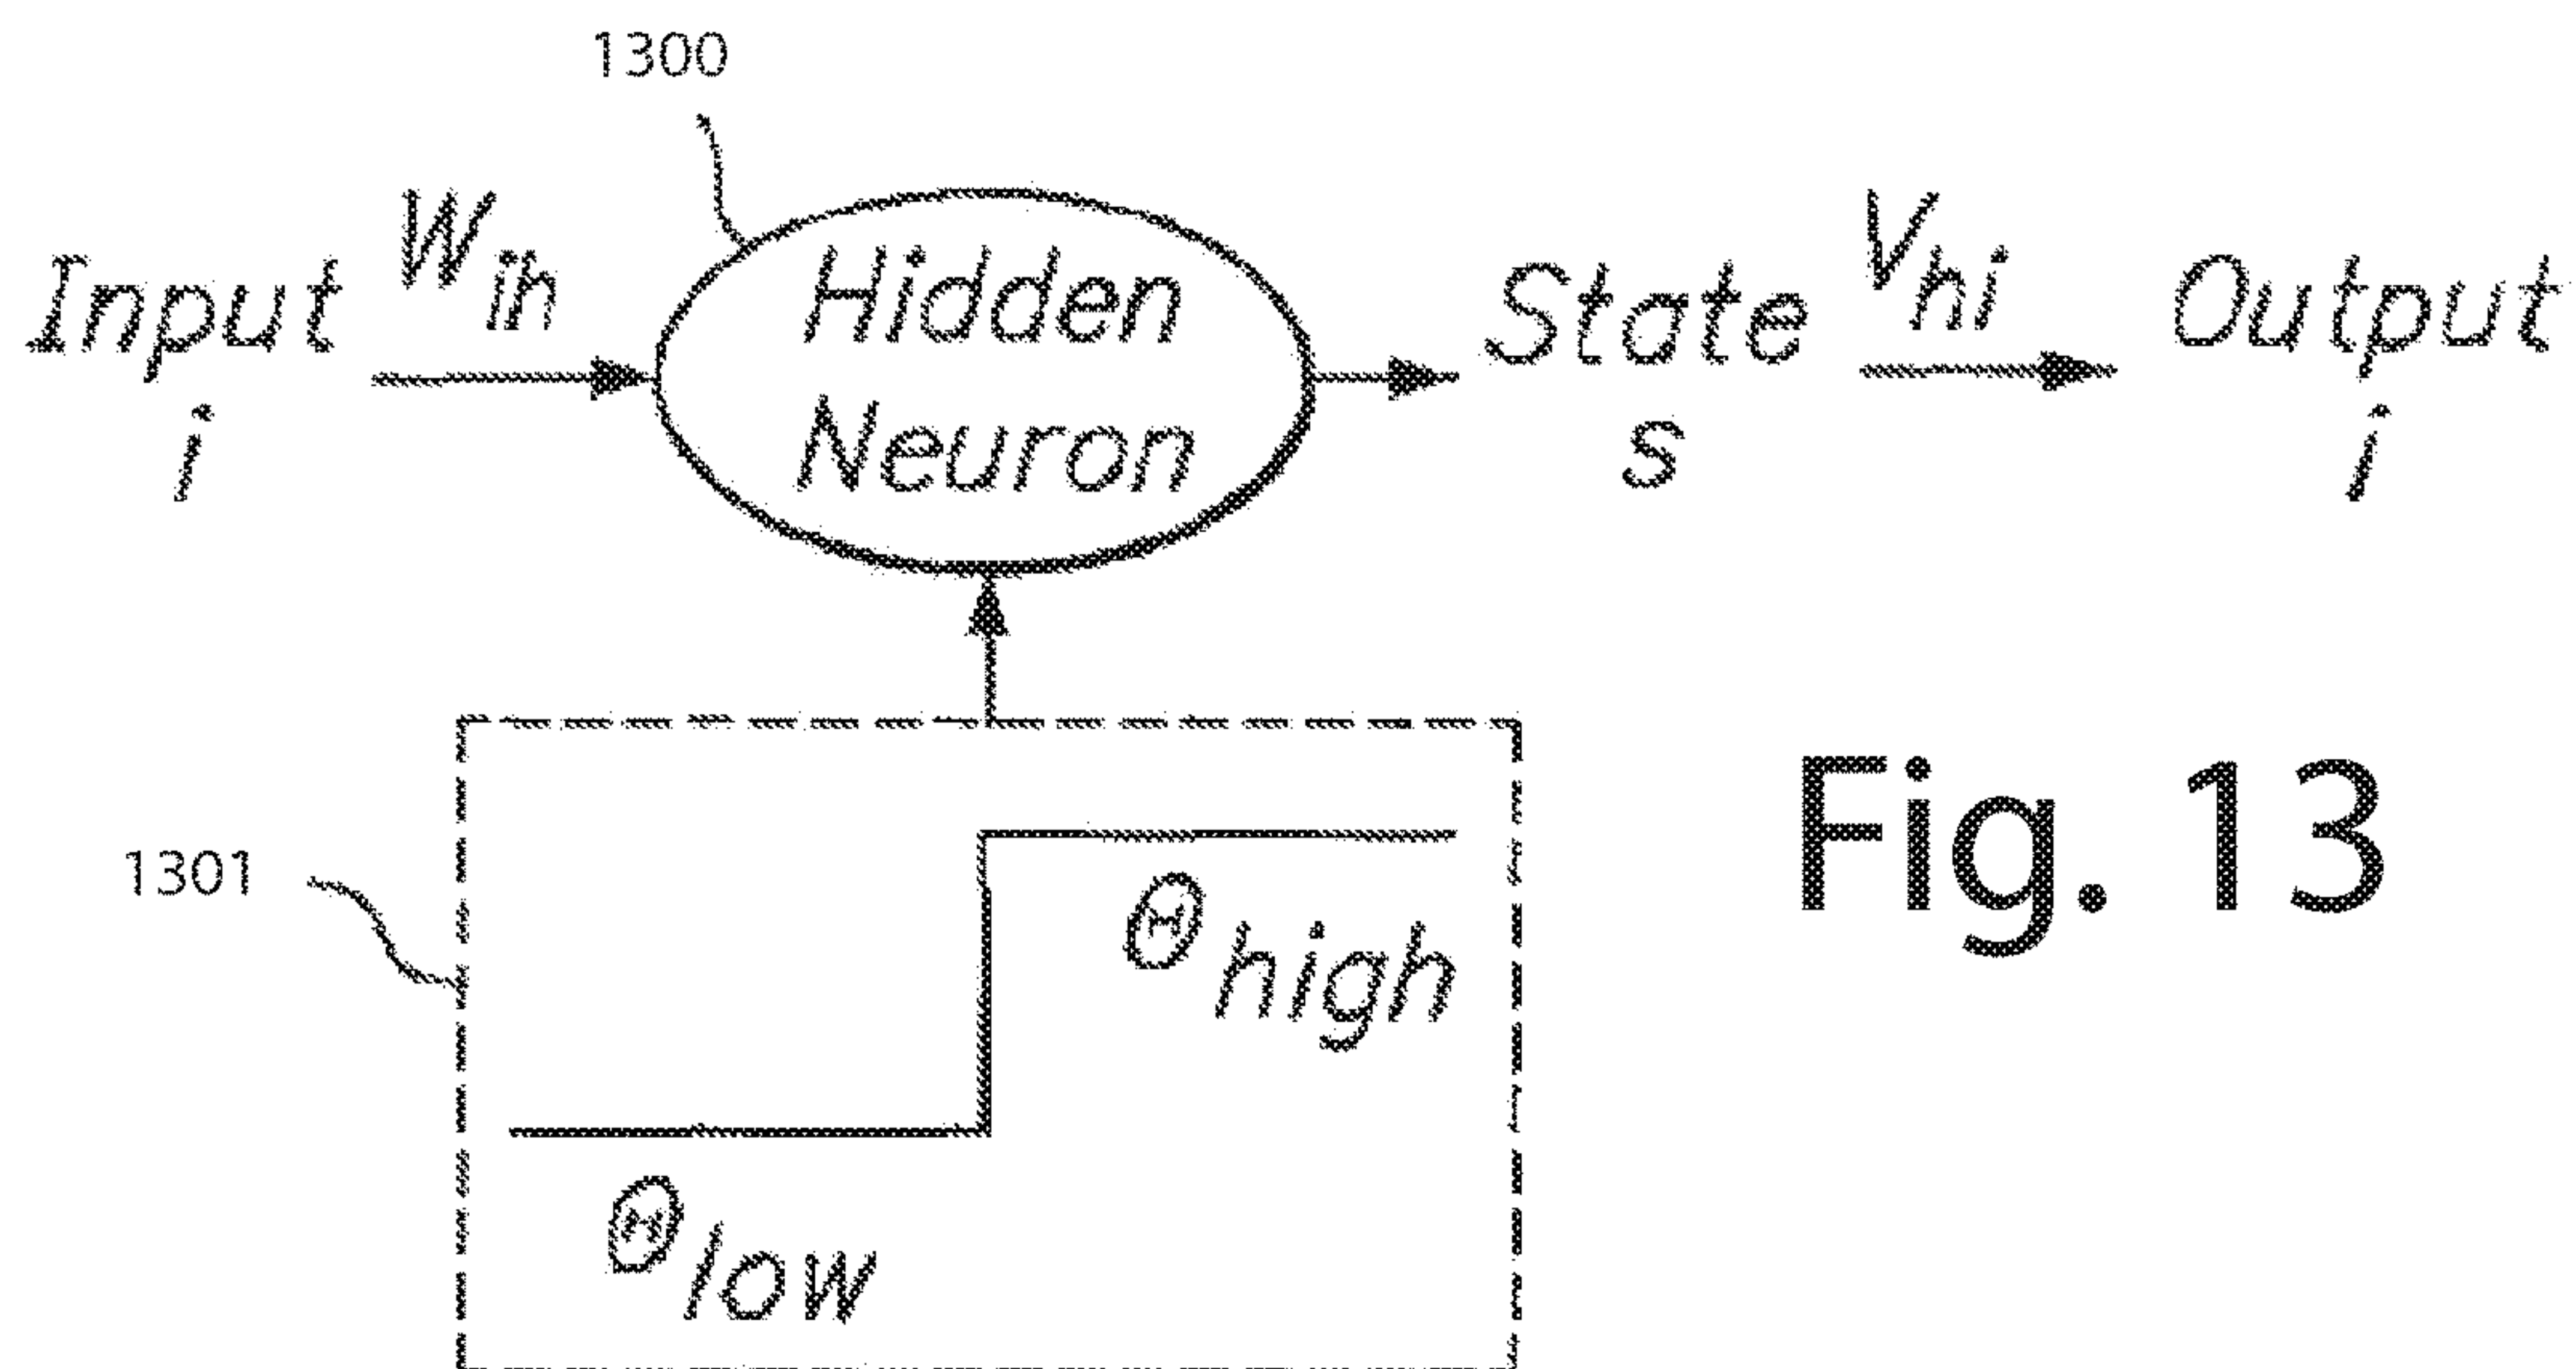 1300
Input W_ih Hidden State V_hi Output
i Neuron s i
1301
Θ_high
Θ_low
Fig. 13